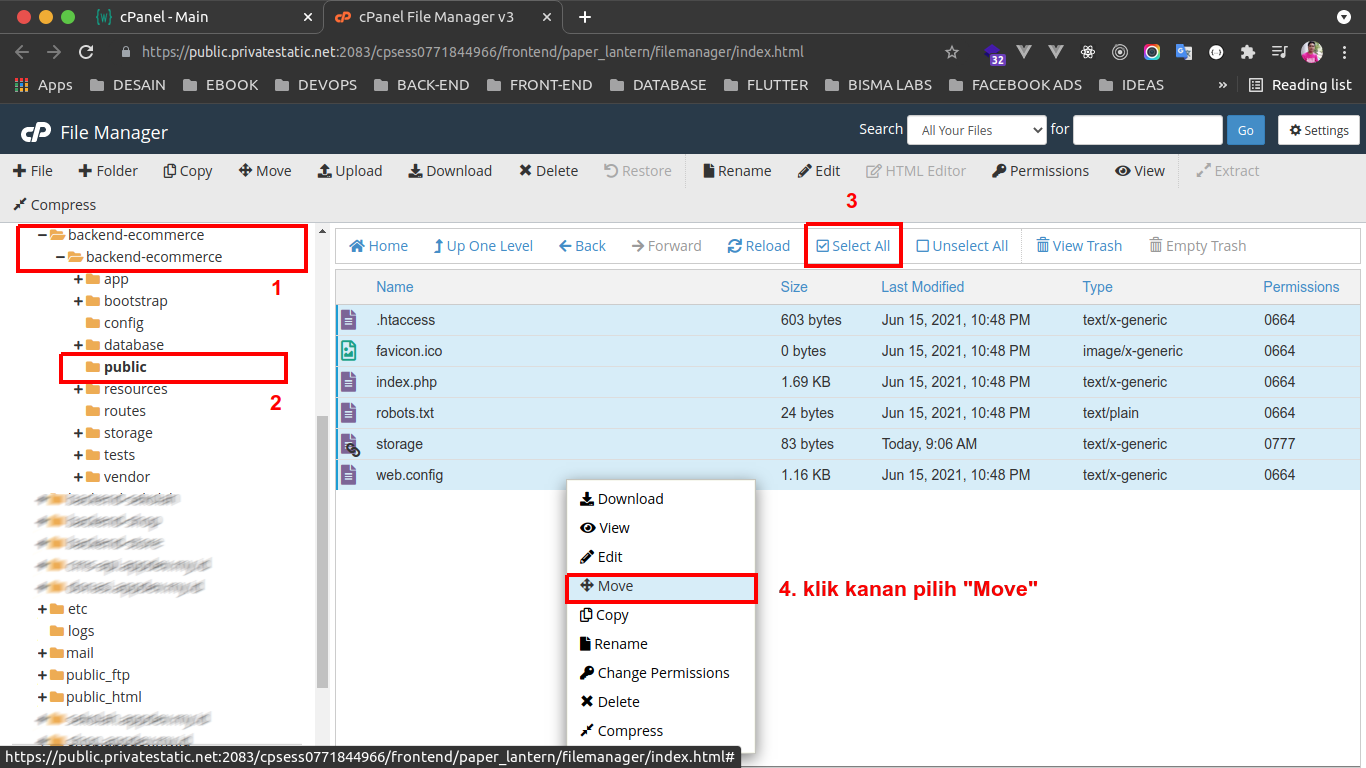 cPanel - Main
cPanel File Manager v3
https://public.privatestatic.net:2083/cpsess0771844966/frontend/paper_lantern/filemanager/index.html
32
Apps
DESAIN
EBOOK
DEVOPS
BACK-END
FRONT-END
DATABASE
FLUTTER
BISMA LABS
FACEBOOK ADS
IDEAS
»
Reading list
cP File Manager
Search All Your Files for Go Settings
File Folder Copy Move Upload Download Delete Restore Rename Edit HTML Editor Permissions View Extract
Compress
3
backend-ecommerce
backend-ecommerce
1
app
bootstrap
config
database
public
2
resources
routes
storage
tests
vendor
etc
logs
mail
public_ftp
public_html
Home Up One Level Back Forward Reload Select All Unselect All View Trash Empty Trash
Name Size Last Modified Type Permissions
.htaccess 603 bytes Jun 15, 2021, 10:48 PM text/x-generic 0664
favicon.ico 0 bytes Jun 15, 2021, 10:48 PM image/x-generic 0664
index.php 1.69 KB Jun 15, 2021, 10:48 PM text/x-generic 0664
robots.txt 24 bytes Jun 15, 2021, 10:48 PM text/plain 0664
storage 83 bytes Today, 9:06 AM text/x-generic 0777
web.config 1.16 KB Jun 15, 2021, 10:48 PM text/x-generic 0664
Download
View
Edit
Move
4. klik kanan pilih "Move"
Copy
Rename
Change Permissions
Delete
Compress
https://public.privatestatic.net:2083/cpsess0771844966/frontend/paper_lantern/filemanager/index.html#